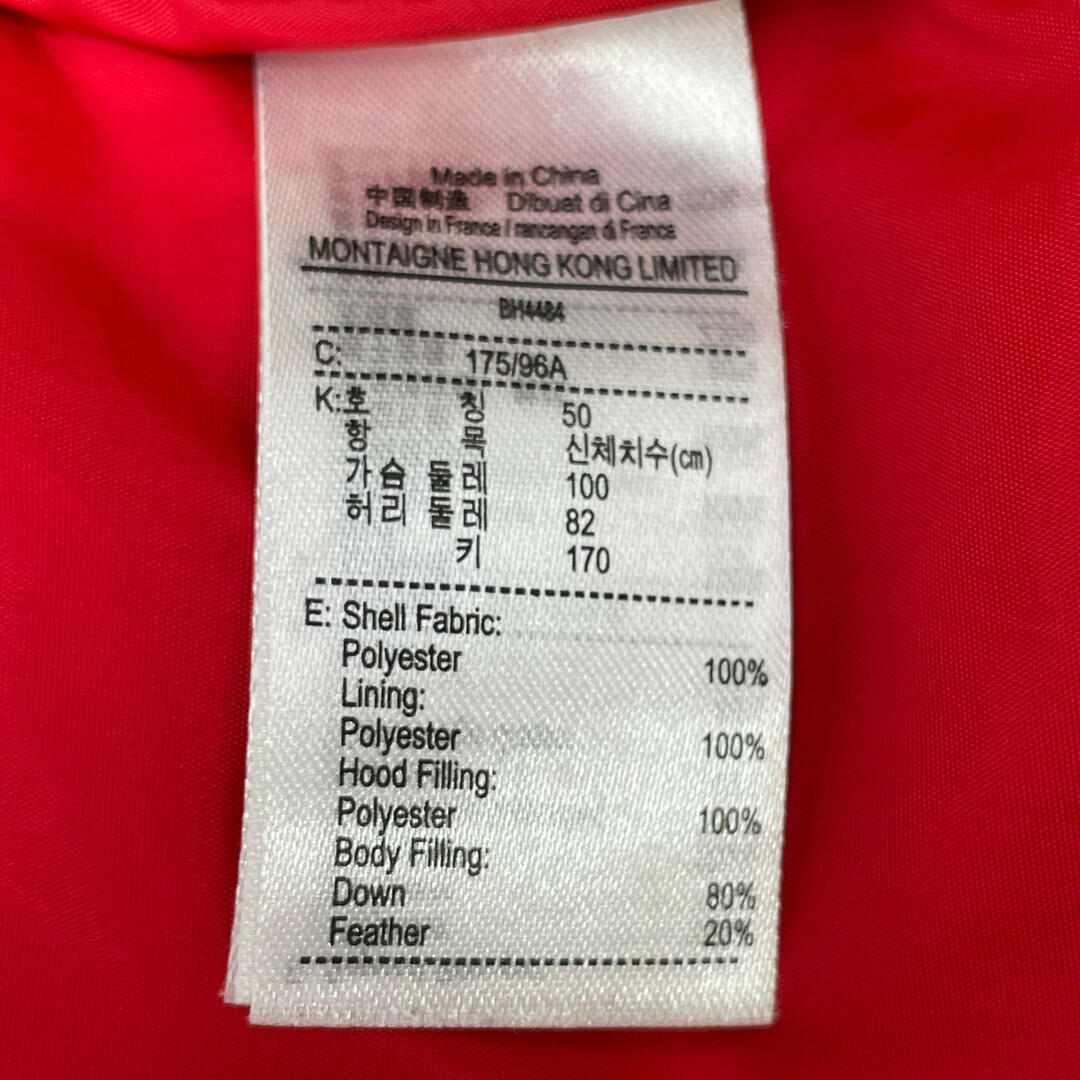 Made in China
中国制造 Dibuat di Cina
Design in France / rancangan di Franca
MONTAIGNE HONG KONG LIMITED
BH4484
C: 175/96A
K:호 칭 50
항 목 신체치수(cm)
가슴 둘레 100
허리 둘레 82
키 170
E: Shell Fabric:
Polyester 100%
Lining:
Polyester 100%
Hood Filling:
Polyester 100%
Body Filling:
Down 80%
Feather 20%